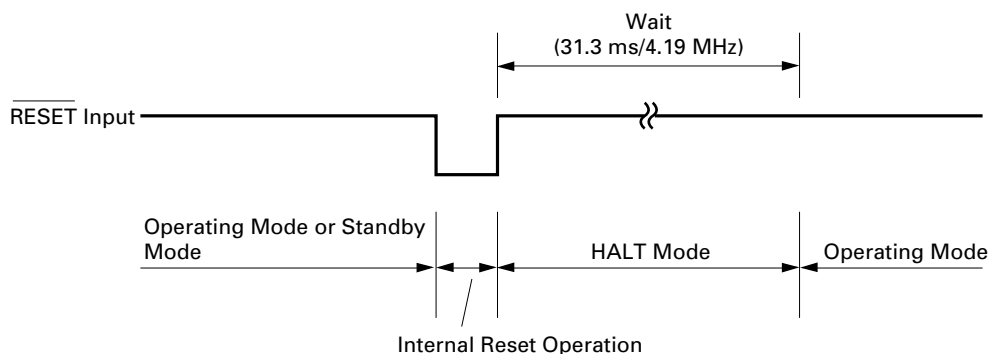 Wait
(31.3 ms/4.19 MHz)
RESET Input
Operating Mode or Standby
Mode
HALT Mode
Operating Mode
Internal Reset Operation